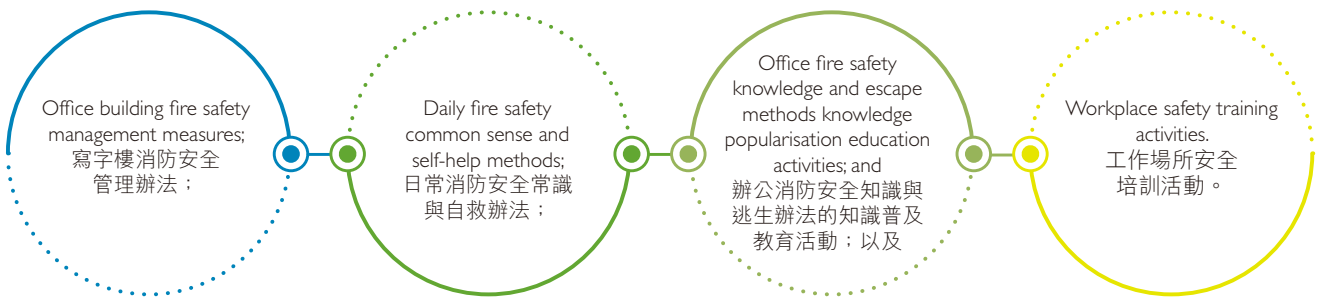 Office building fire safety
management measures;
寫字樓消防安全
管理辦法；
Daily fire safety
common sense and
self-help methods;
日常消防安全常識
與自救辦法；
Office fire safety
knowledge and escape
methods knowledge
popularisation education
activities; and
辦公消防安全知識與
逃生辦法的知識普及
教育活動；以及
Workplace safety training
activities.
工作場所安全
培訓活動。